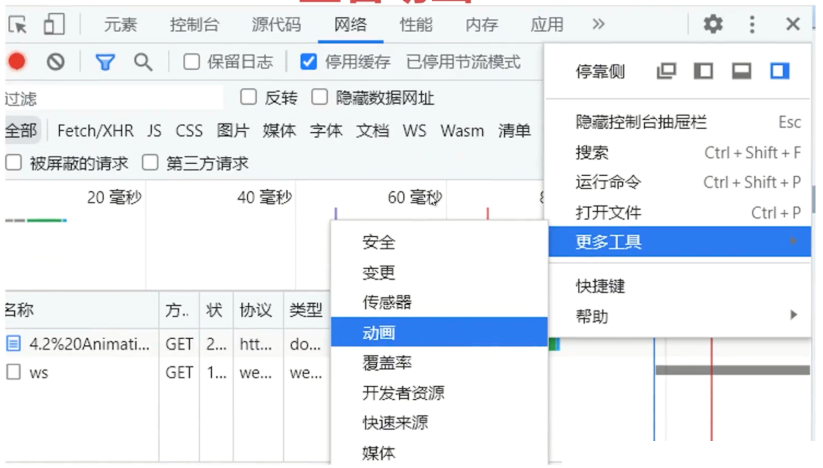 元素 控制台 源代码 网络 性能 内存 应用 »
保留日志 停用缓存 已停用节流模式
过滤 反转 隐藏数据网址
全部 Fetch/XHR JS CSS 图片 媒体 字体 文档 WS Wasm 清单
被屏蔽的请求 第三方请求
20 毫秒 40 毫秒 60 毫秒 8
停靠侧
隐藏控制台抽屉栏 Esc
搜索 Ctrl + Shift + F
运行命令 Ctrl + Shift + P
打开文件 Ctrl + P
更多工具
快捷键
帮助
安全
变更
传感器
动画
覆盖率
开发者资源
快速来源
媒体
名称 方.. 状 协议 类型
4.2%20Animati... GET 2... htt... do...
ws GET 1... we... we...